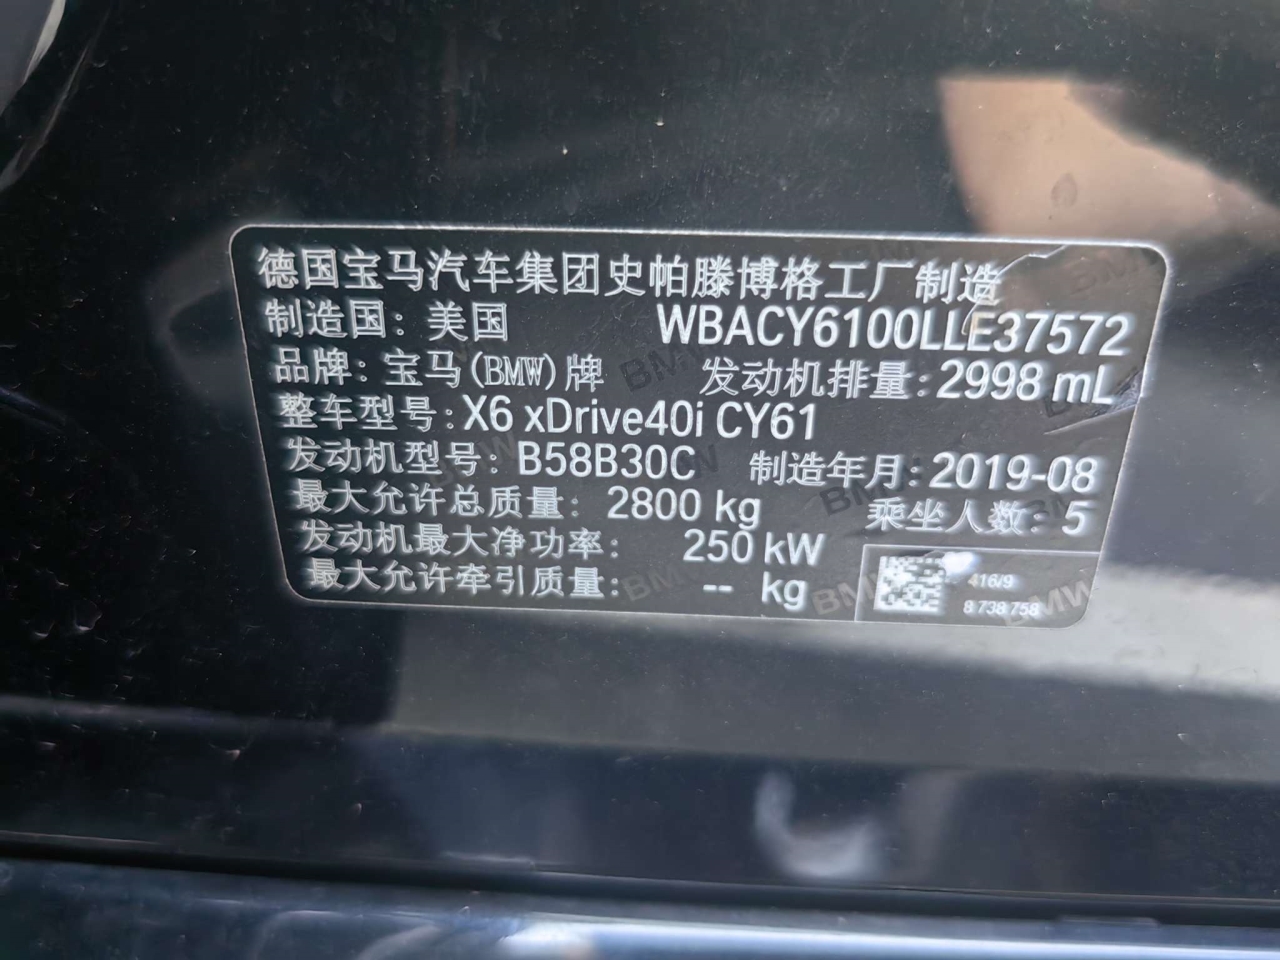 德国宝马汽车集团史帕滕博格工厂制造
制造国: 美国 WBACY6100LLE37572
品牌: 宝马(BMW)牌 发动机排量: 2998 mL
整车型号: X6 xDrive40i CY61
发动机型号: B58B30C 制造年月: 2019-08
最大允许总质量: 2800 kg 乘坐人数: 5
发动机最大净功率: 250 kW
最大允许牵引质量: -- kg
416/9
8 738 758